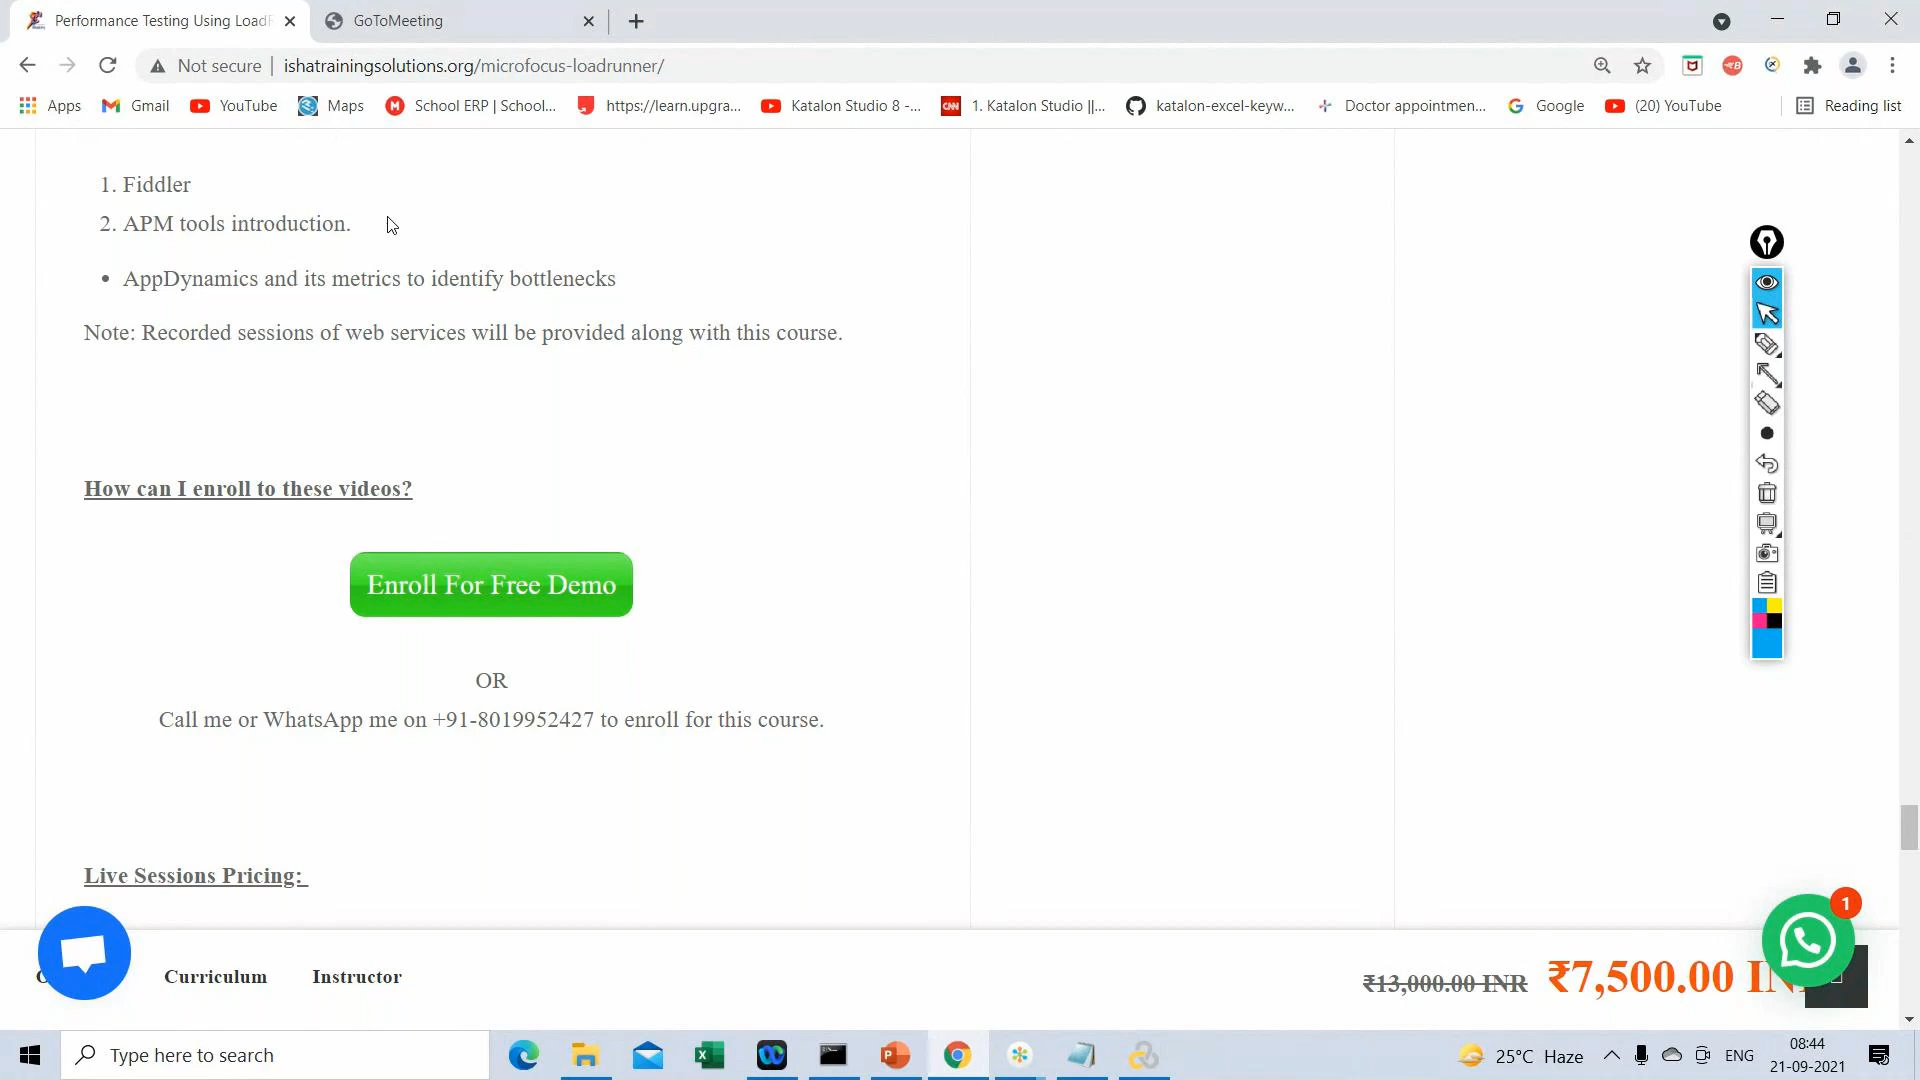 Performance Testing Using Load
GoToMeeting
Not secure
ishatrainingsolutions.org/microfocus-loadrunner/
Apps
Gmail
YouTube
Maps
School ERP | School...
https://learn.upgra...
Katalon Studio 8 -...
1. Katalon Studio ||...
katalon-excel-keyw...
Doctor appointmen...
Google
(20) YouTube
Reading list
1. Fiddler
2. APM tools introduction.
• AppDynamics and its metrics to identify bottlenecks
Note: Recorded sessions of web services will be provided along with this course.
How can I enroll to these videos?
Enroll For Free Demo
OR
Call me or WhatsApp me on +91-8019952427 to enroll for this course.
Live Sessions Pricing:
1
Curriculum
Instructor
₹13,000.00 INR
₹7,500.00
Type here to search
25°C Haze
ENG
08:44
21-09-2021